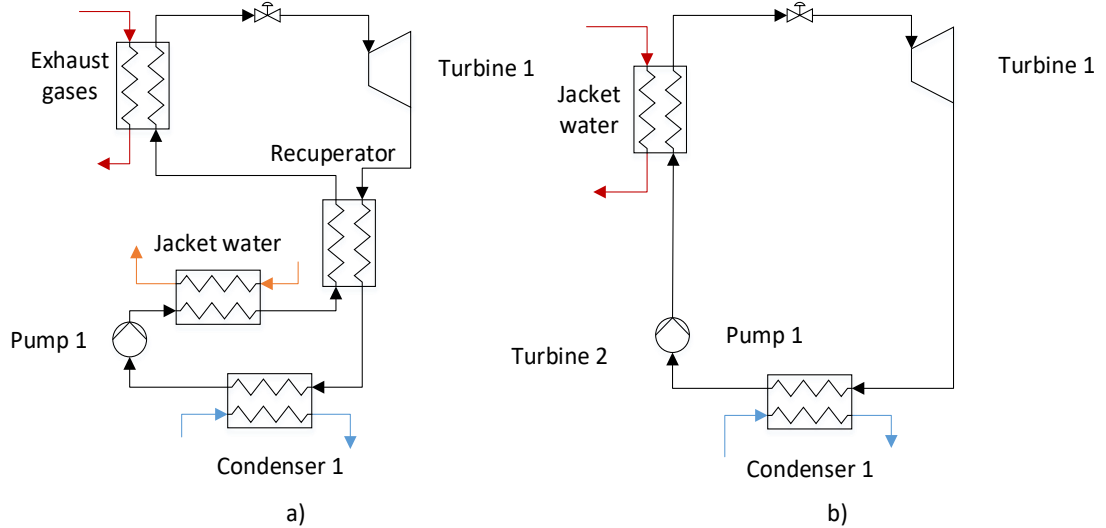 Exhaust
gases
Turbine 1
Recuperator
Jacket water
Pump 1
Condenser 1
a)
Turbine 1
Jacket
water
Pump 1
Turbine 2
Condenser 1
b)